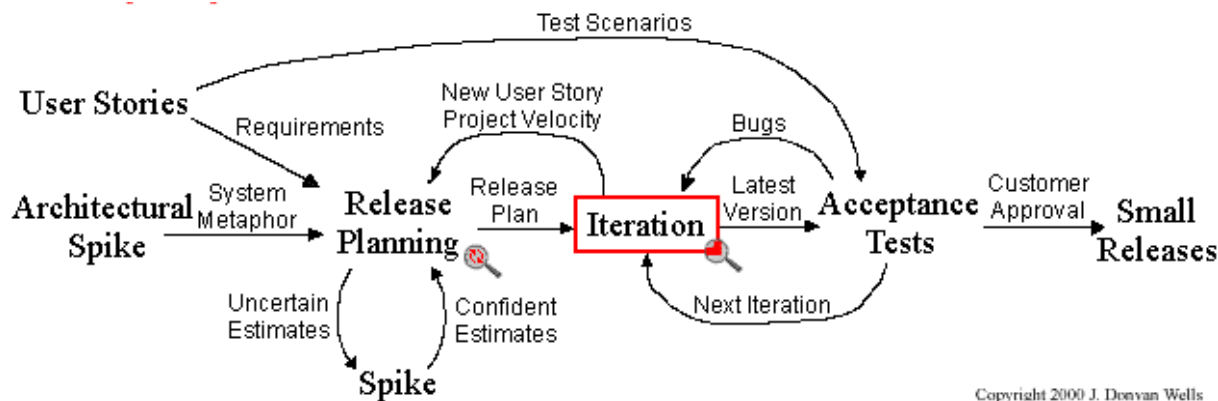 Test Scenarios
User Stories
New User Story
Project Velocity
Bugs
Requirements
Architectural
Spike
System
Metaphor
Release
Planning
Release
Plan
Iteration
Latest
Version
Acceptance
Tests
Customer
Approval
Small
Releases
Uncertain
Estimates
Confident
Estimates
Next Iteration
Spike
Copyright 2000 J. Donvan Wells